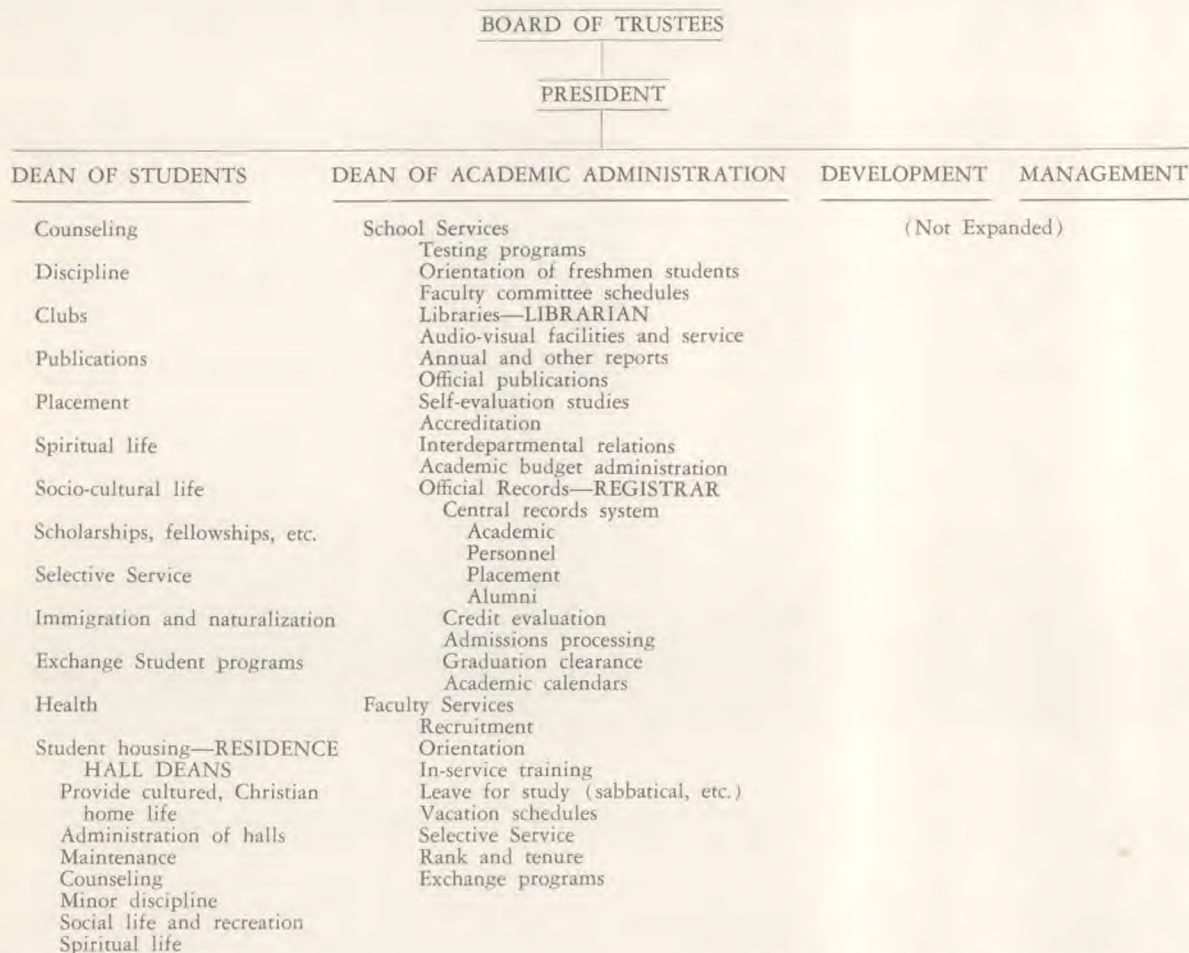 BOARD OF TRUSTEES
PRESIDENT
DEAN OF STUDENTS
Counseling
Discipline
Clubs
Publications
Placement
Spiritual life
Socio-cultural life
Scholarships, fellowships, etc.
Selective Service
Immigration and naturalization
Exchange Student programs
Health
Student housing—RESIDENCE
HALL DEANS
Provide cultured, Christian
home life
Administration of halls
Maintenance
Counseling
Minor discipline
Social life and recreation
Spiritual life
DEAN OF ACADEMIC ADMINISTRATION
School Services
Testing programs
Orientation of freshmen students
Faculty committee schedules
Libraries—LIBRARIAN
Audio-visual facilities and service
Annual and other reports
Official publications
Self-evaluation studies
Accreditation
Interdepartmental relations
Academic budget administration
Official Records—REGISTRAR
Central records system
Academic
Personnel
Placement
Alumni
Credit evaluation
Admissions processing
Graduation clearance
Academic calendars
Faculty Services
Recruitment
Orientation
In-service training
Leave for study (sabbatical, etc.)
Vacation schedules
Selective Service
Rank and tenure
Exchange programs
DEVELOPMENT
MANAGEMENT
(Not Expanded)